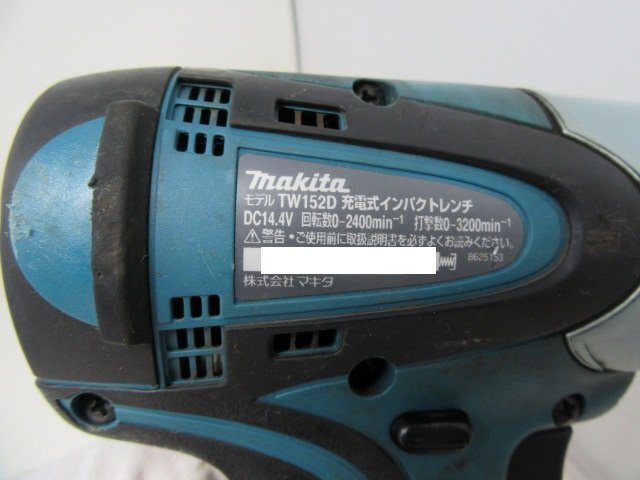 makita
モデル TW152D 充電式インパクトレンチ
DC14.4V 回転数0-2400min⁻¹ 打撃数0-3200min⁻¹
⚠警告・ご使用前に取扱説明書を必ずよくお読みください。
8625153
株式会社 マキタ